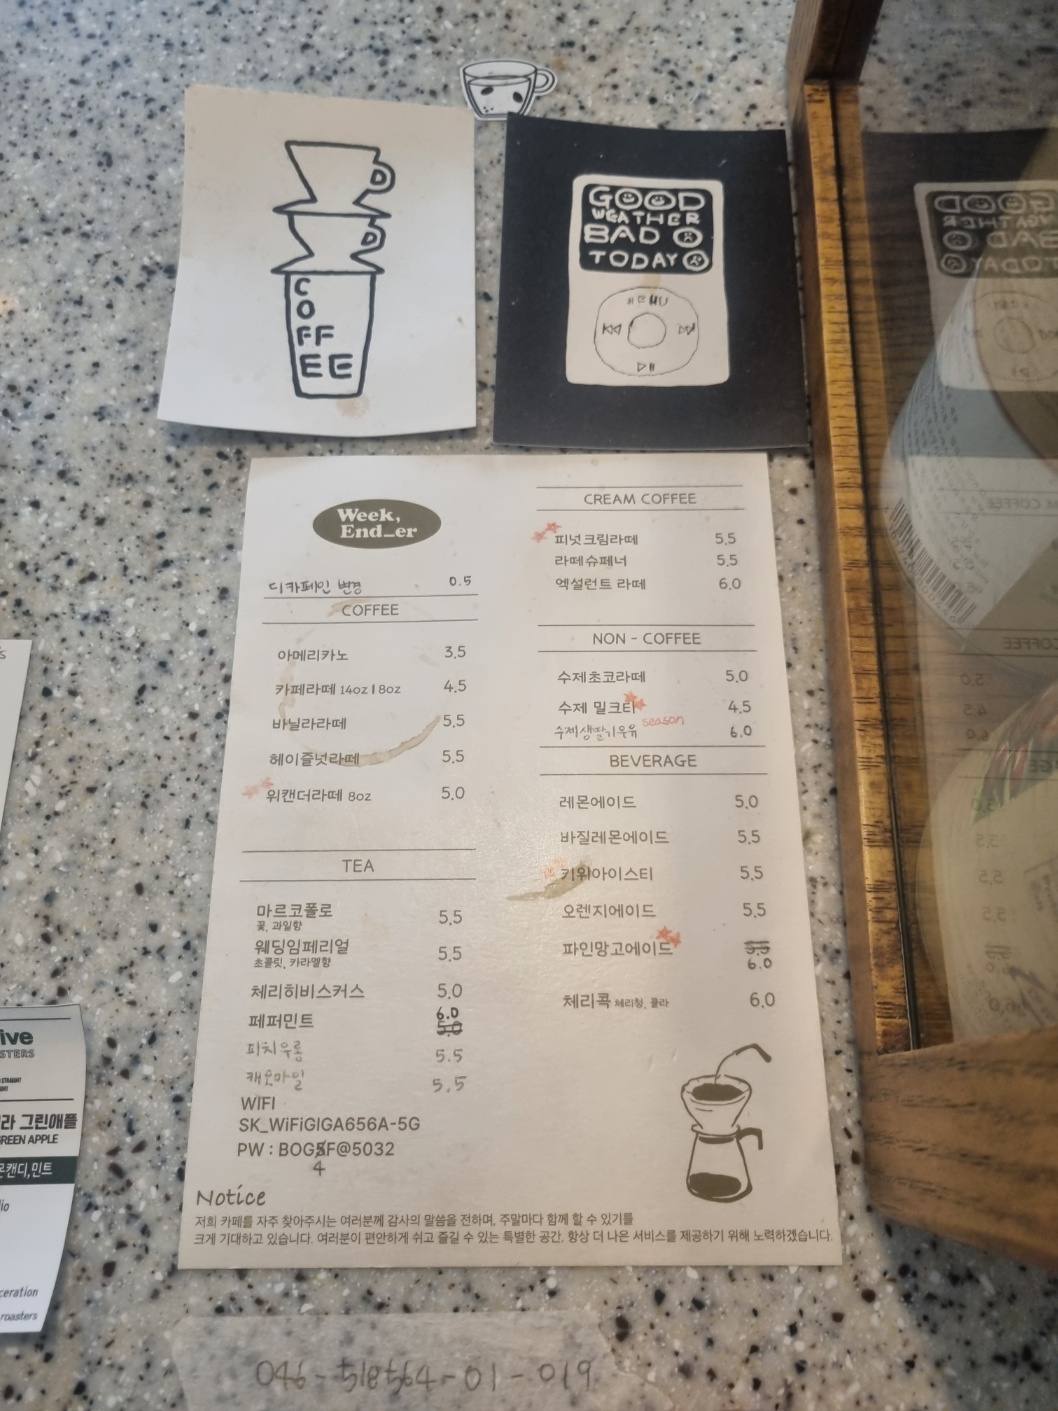 C
O
FF
EE
GOOD
WEATHER
BAD
TODAY
MENU
Week,
End_er
디카페인 변경 0.5
COFFEE
아메리카노 3.5
카페라떼 14oz | 8oz 4.5
바닐라라떼 5.5
헤이즐넛라떼 5.5
위캔더라떼 8oz 5.0
TEA
마르코폴로 5.5
꽃, 과일향
웨딩임페리얼 5.5
초콜릿, 카라멜향
체리히비스커스 5.0
페퍼민트 6.0
5.0
피치우롱 5.5
캐모마일 5.5
WIFI
SK_WiFiGIGA656A-5G
PW : BOG5F@5032
4
CREAM COFFEE
피넛크림라떼 5.5
라떼슈페너 5.5
엑설런트 라떼 6.0
NON - COFFEE
수제초코라떼 5.0
수제 밀크티 4.5
season
수제생딸기우유 6.0
BEVERAGE
레몬에이드 5.0
바질레몬에이드 5.5
키위아이스티 5.5
오렌지에이드 5.5
파인망고에이드 5.5
6.0
체리콕 체리청, 콜라 6.0
Notice
저희 카페를 자주 찾아주시는 여러분께 감사의 말씀을 전하며, 주말마다 함께 할 수 있기를
크게 기대하고 있습니다. 여러분이 편안하게 쉬고 즐길 수 있는 특별한 공간, 항상 더 나은 서비스를 제공하기 위해 노력하겠습니다.
그린애플
GREEN APPLE
민트
roasters
046-518564-01-019